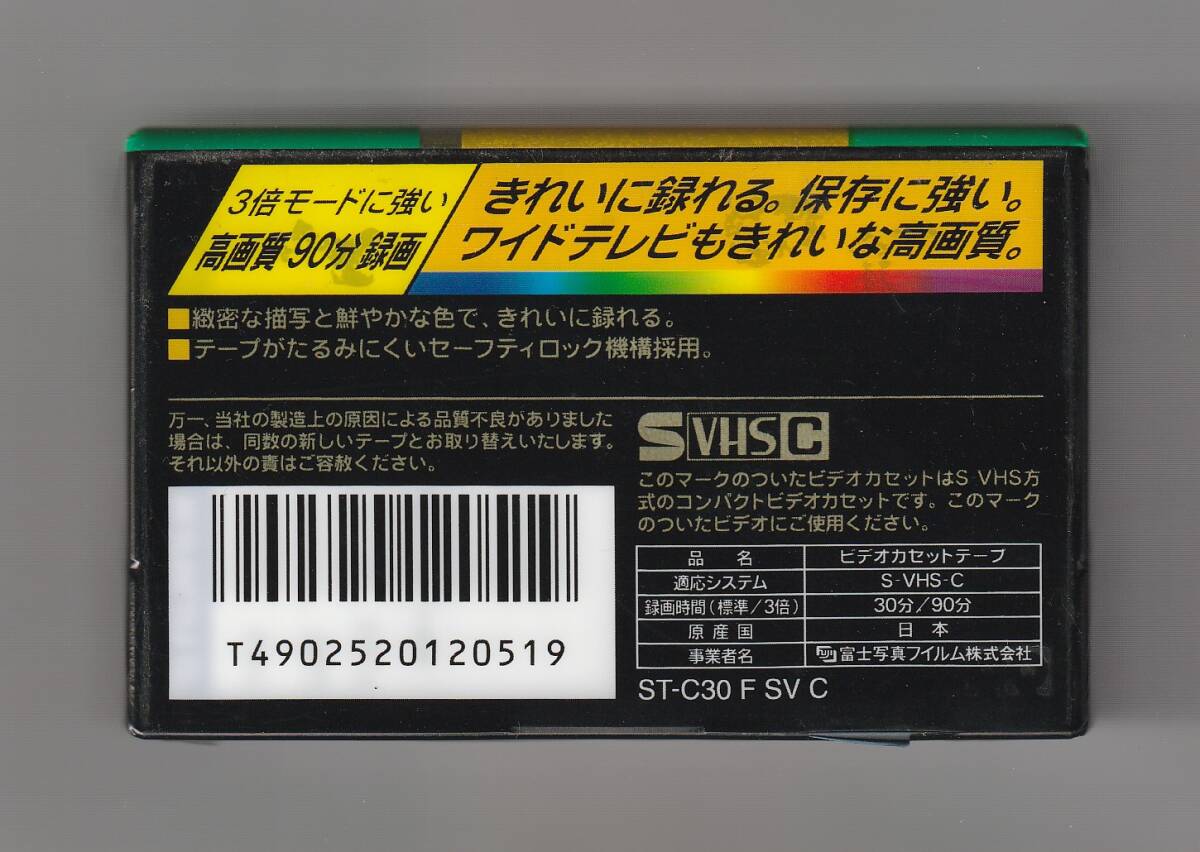 3倍モードに強い
高画質 90分 録画
きれいに録れる。保存に強い。
ワイドテレビもきれいな高画質。
■緻密な描写と鮮やかな色で、きれいに録れる。
■テープがたるみにくいセーフティロック機構採用。
万一、当社の製造上の原因による品質不良がありました
場合は、同数の新しいテープとお取り替えいたします。
それ以外の責はご容赦ください。
T4902520120519
S VHS C
このマークのついたビデオカセットはS VHS方
式のコンパクトビデオカセットです。このマーク
のついたビデオにご使用ください。
品 名 ビデオカセットテープ
適応システム S-VHS-C
録画時間(標準/3倍) 30分/90分
原産国 日本
事業者名 FUJI 富士写真フイルム株式会社
ST-C30 F SV C